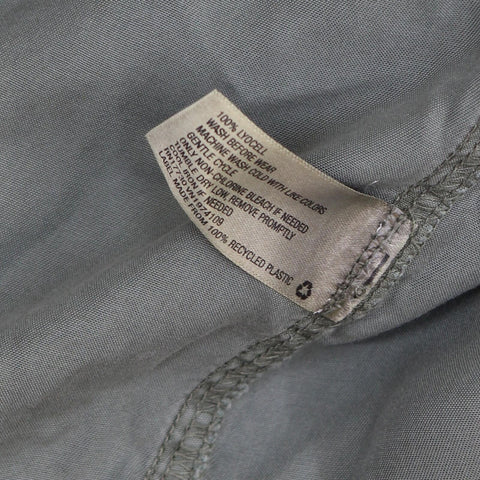 100% LYOCELL
WASH BEFORE WEAR
MACHINE WASH COLD WITH LIKE COLORS
GENTLE CYCLE
ONLY NON CHLORINE BLEACH IF NEEDED
TUMBLE DRY LOW, REMOVE PROMPTLY
COOL IRON IF NEEDED
LABEL MADE FROM 100% RECYCLED PLASTIC